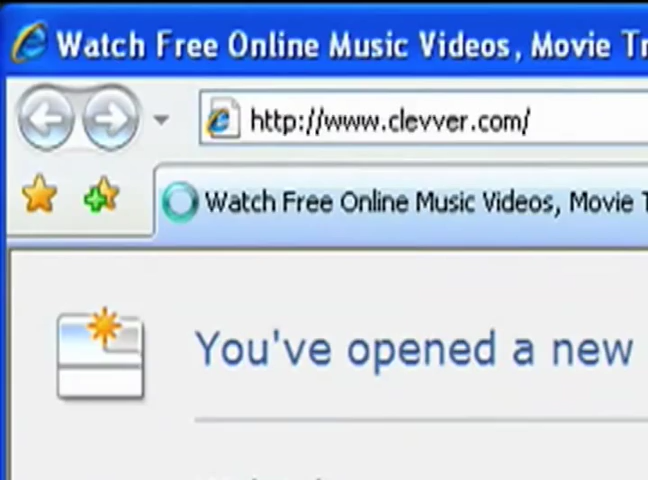 Watch Free Online Music Videos, Movie
http://www.clevver.com/
Watch Free Online Music Videos, Movie
You've opened a new